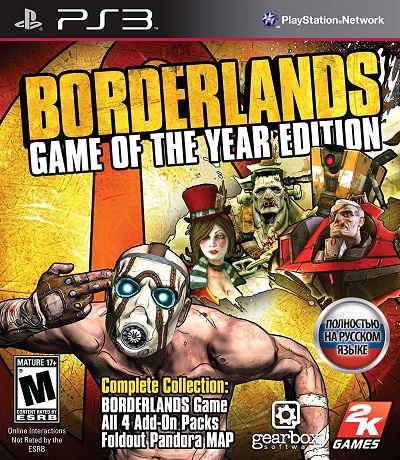 PS3
PlayStation®Network
BORDERLANDS
GAME OF THE YEAR EDITION
ПОЛНОСТЬЮ
НА РУССКОМ
ЯЗЫКЕ
MATURE 17+
M
CONTENT RATED BY
ESRB
Online Interactions
Not Rated by the
ESRB
Complete Collection:
BORDERLANDS Game
All 4 Add-On Packs
Foldout Pandora MAP
gearbox
software
2K
GAMES